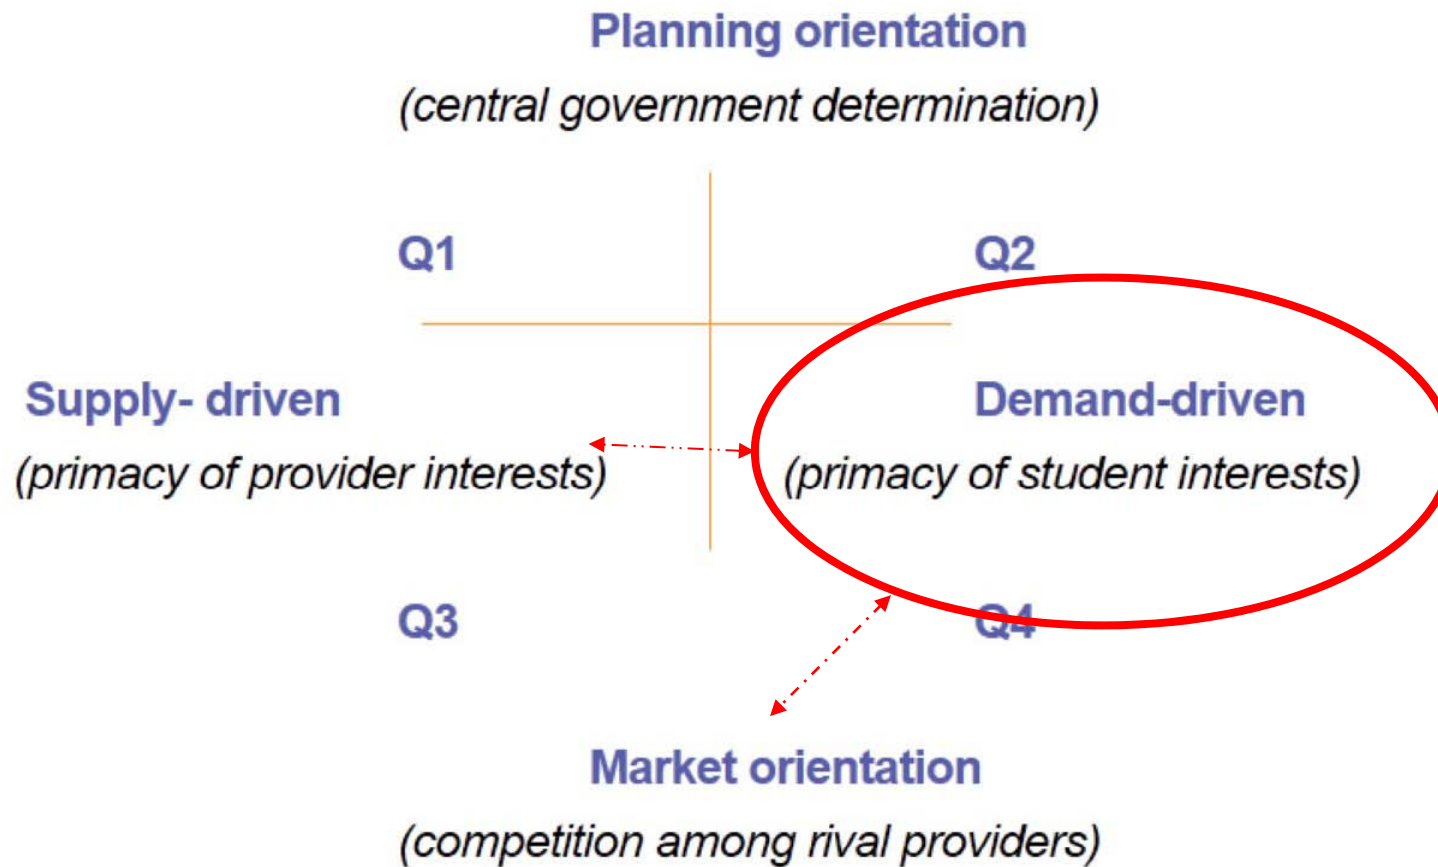 Planning orientation
(central government determination)
Q1
Q2
Supply- driven
Demand-driven
(primacy of provider interests)
(primacy of student interests)
Q3
Q4
Market orientation
(competition among rival providers)